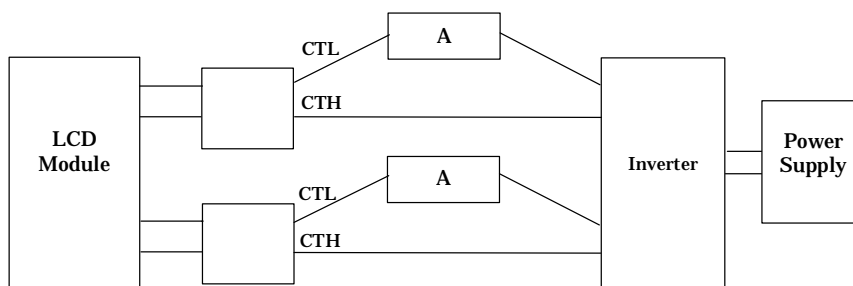 CTL
A
CTH
LCD
Module
Inverter
Power
Supply
CTL
A
CTH